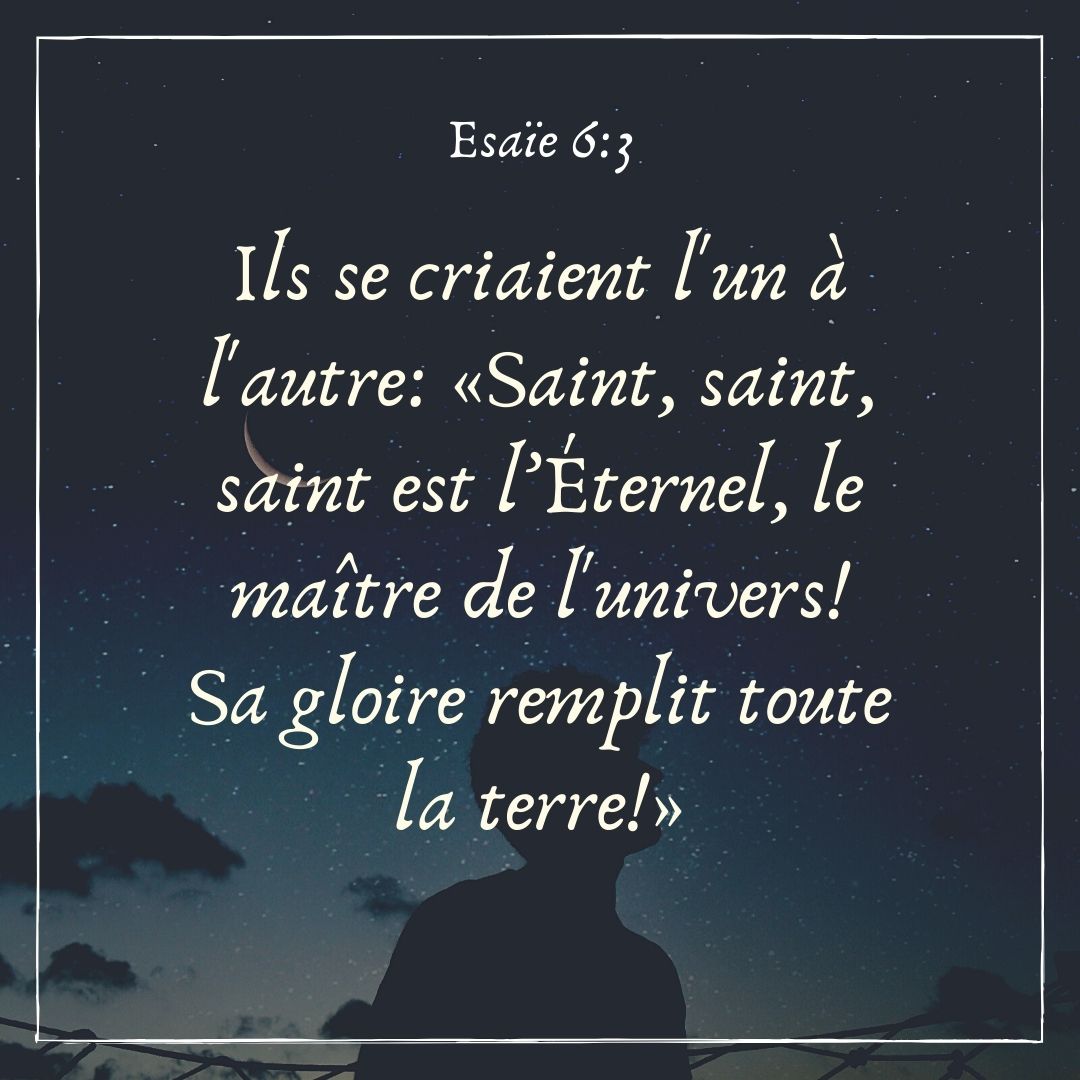 Esaïe 6:3
Ils se criaient l'un à
l'autre: «Saint, saint,
saint est l’Éternel, le
maître de l'univers!
Sa gloire remplit toute
la terre!»